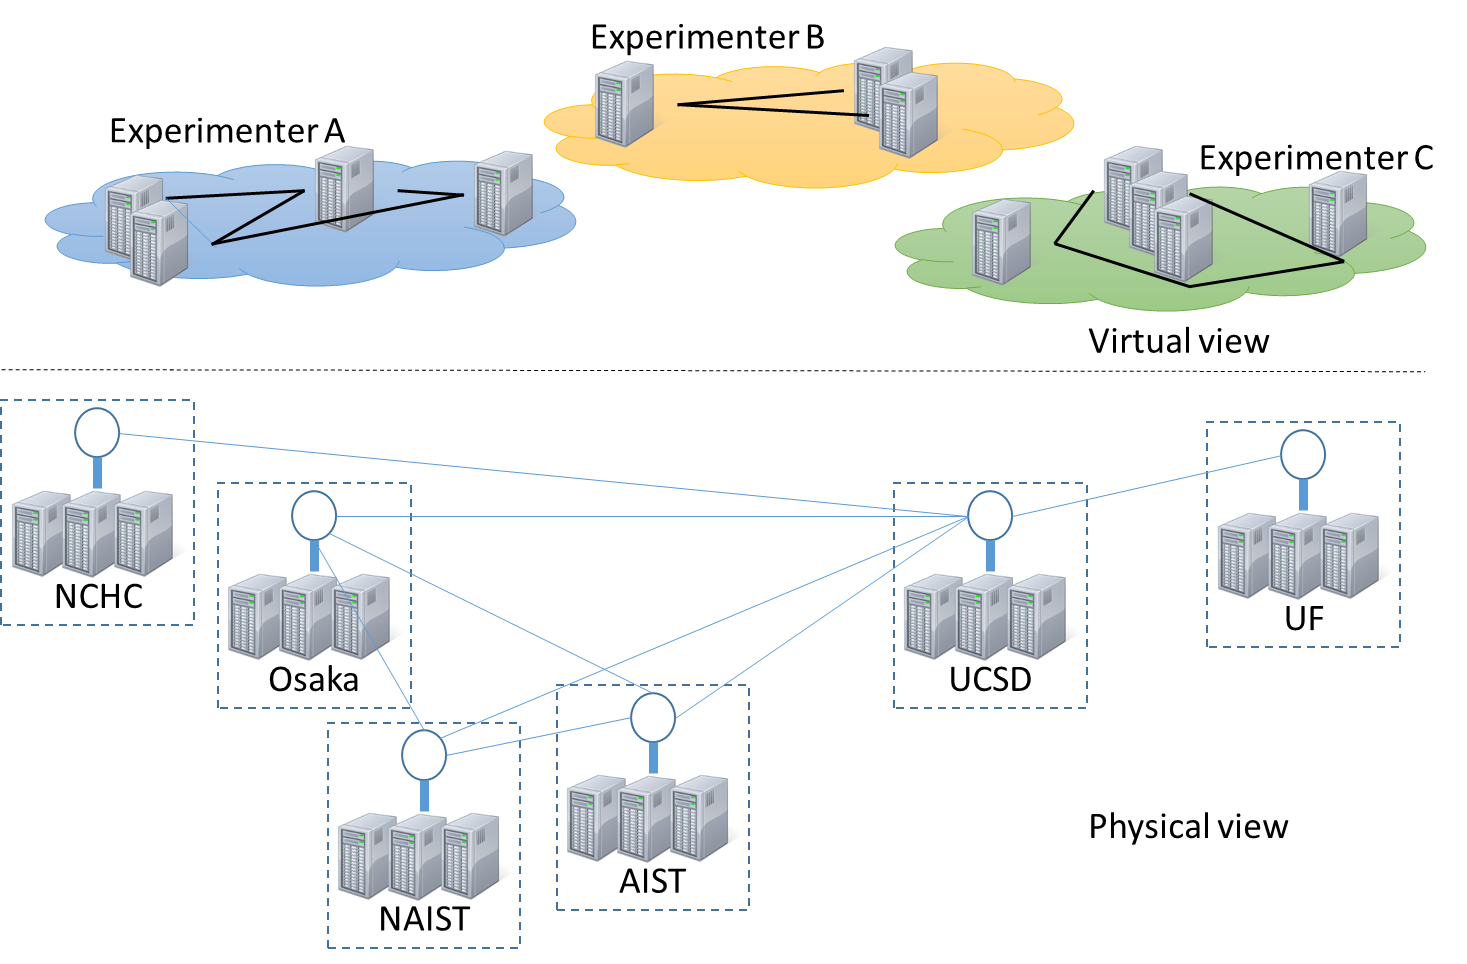 Experimenter B
Experimenter A
Experimenter C
Virtual view
NCHC
Osaka
UCSD
UF
NAIST
AIST
Physical view